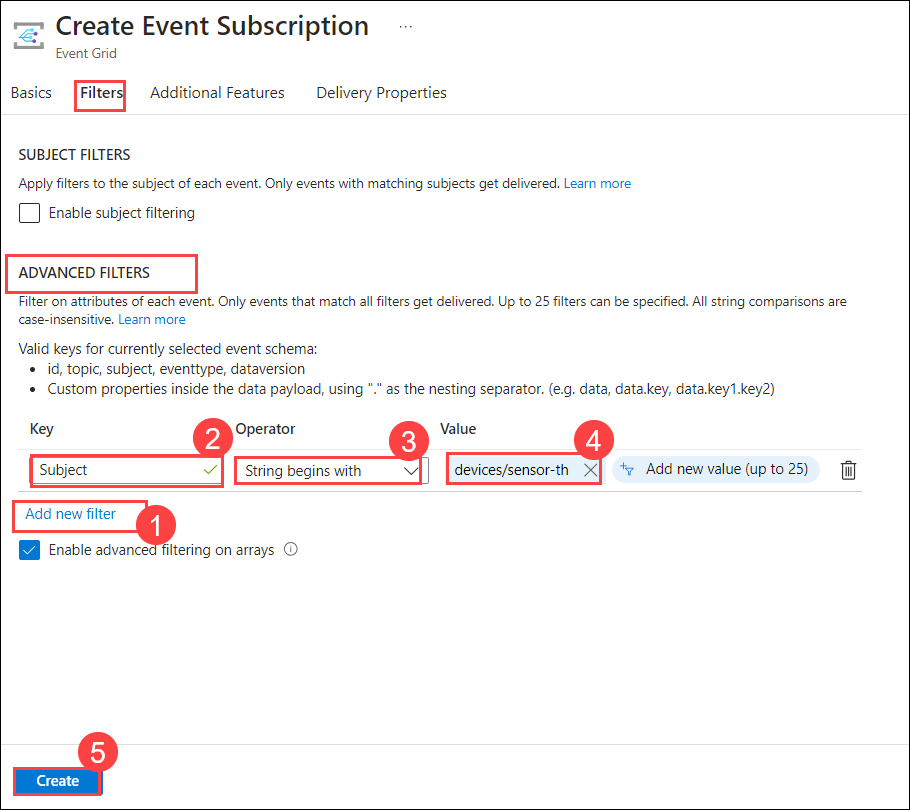 Create Event Subscription ...
Event Grid
Basics Filters Additional Features Delivery Properties
SUBJECT FILTERS
Apply filters to the subject of each event. Only events with matching subjects get delivered. Learn more
Enable subject filtering
ADVANCED FILTERS
Filter on attributes of each event. Only events that match all filters get delivered. Up to 25 filters can be specified. All string comparisons are
case-insensitive. Learn more
Valid keys for currently selected event schema:
• id, topic, subject, eventtype, dataversion
• Custom properties inside the data payload, using "." as the nesting separator. (e.g. data, data.key, data.key1.key2)
Key 2 Operator 3 Value 4
Subject String begins with devices/sensor-th Add new value (up to 25)
Add new filter 1
Enable advanced filtering on arrays
5
Create